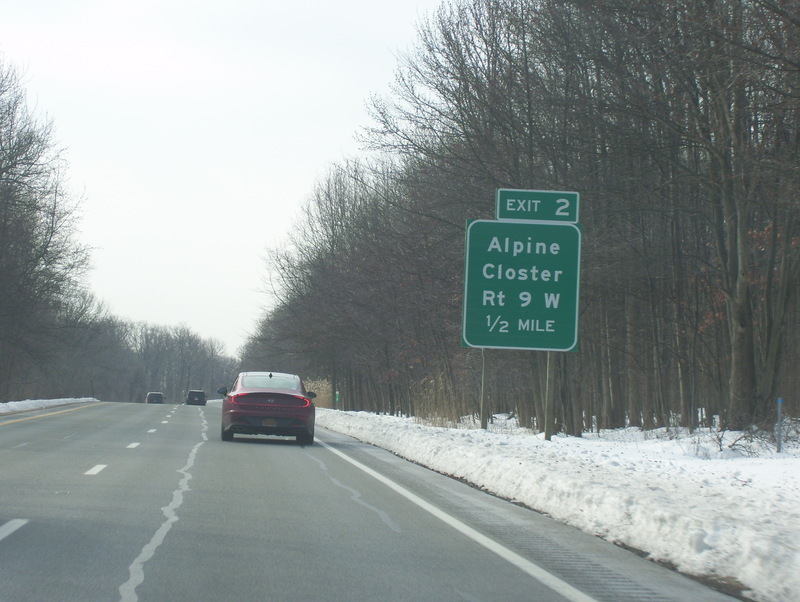 EXIT 2
Alpine
Closter
Rt 9 W
1/2 MILE